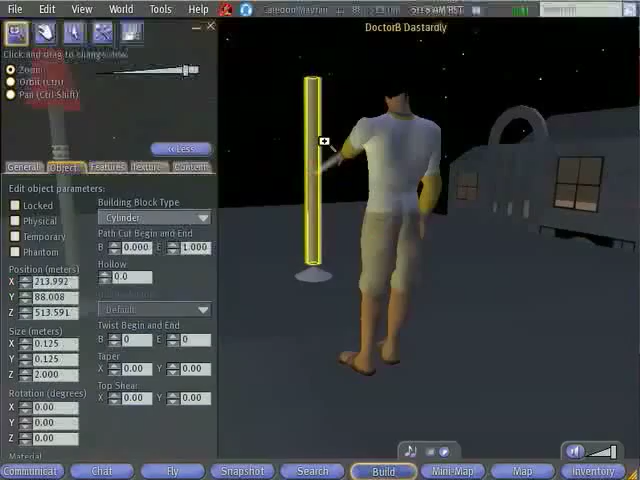 File Edit View World Tools Help
DoctorB Dastardly
Click and drag to change view
Zoom
Orbit (Ctrl)
Pan (Ctrl-Shift)
<< Less
General Object Features Texture Content
Edit object parameters:
Locked
Physical
Temporary
Phantom
Position (meters)
X 213.992
Y 88.008
Z 513.591
Size (meters)
X 0.125
Y 0.125
Z 2.000
Rotation (degrees)
X 0.00
Y 0.00
Z 0.00
Material
Building Block Type
Cylinder
Path Cut Begin and End
B 0.000 E 1.000
Hollow
0.0
Default
Twist Begin and End
B 0 E 0
Taper
X 0.00 Y 0.00
Top Shear
X 0.00 Y 0.00
Communicat Chat Fly Snapshot Search Build Mini-Map Map Inventory